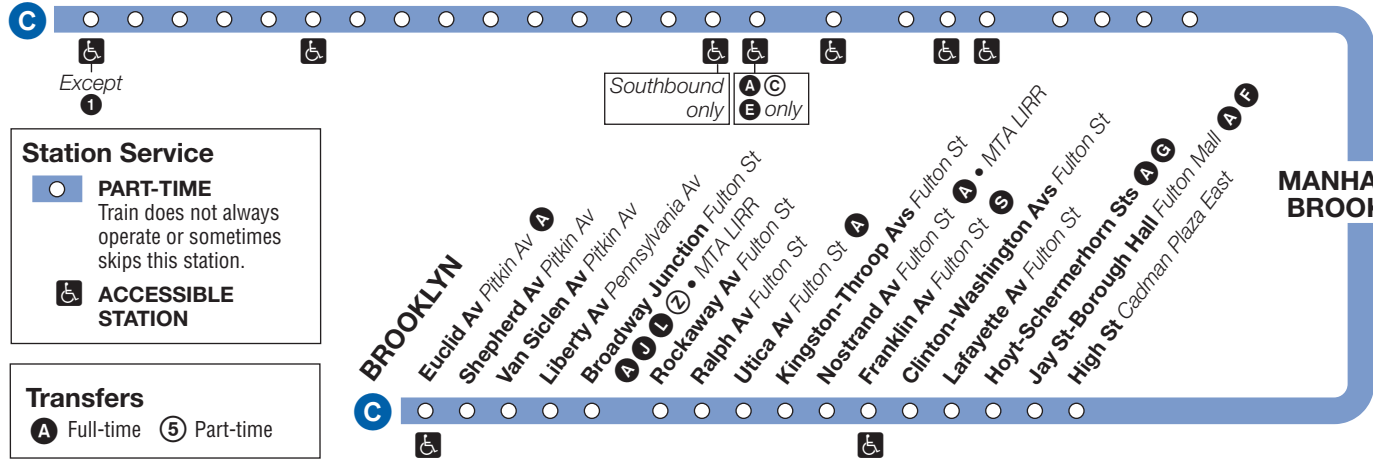 C
Except
1
Southbound
only
A C
E only
Station Service
PART-TIME
Train does not always
operate or sometimes
skips this station.
ACCESSIBLE
STATION
Transfers
A Full-time 5 Part-time
BROOKLYN
Euclid Av Pitkin Av A
Shepherd Av Pitkin Av
Van Siclen Av Pitkin Av
Liberty Av Pennsylvania Av
Broadway Junction Fulton St
A J L Z • MTA LIRR
Rockaway Av Fulton St
Ralph Av Fulton St
Utica Av Fulton St A
Kingston-Throop Avs Fulton St
Nostrand Av Fulton St A • MTA LIRR
Franklin Av Fulton St S
Clinton-Washington Avs Fulton St
Lafayette Av Fulton St
Hoyt-Schermerhorn Sts A G
Jay St-Borough Hall Fulton Mall A F
High St Cadman Plaza East
MANHA
BROOK
C